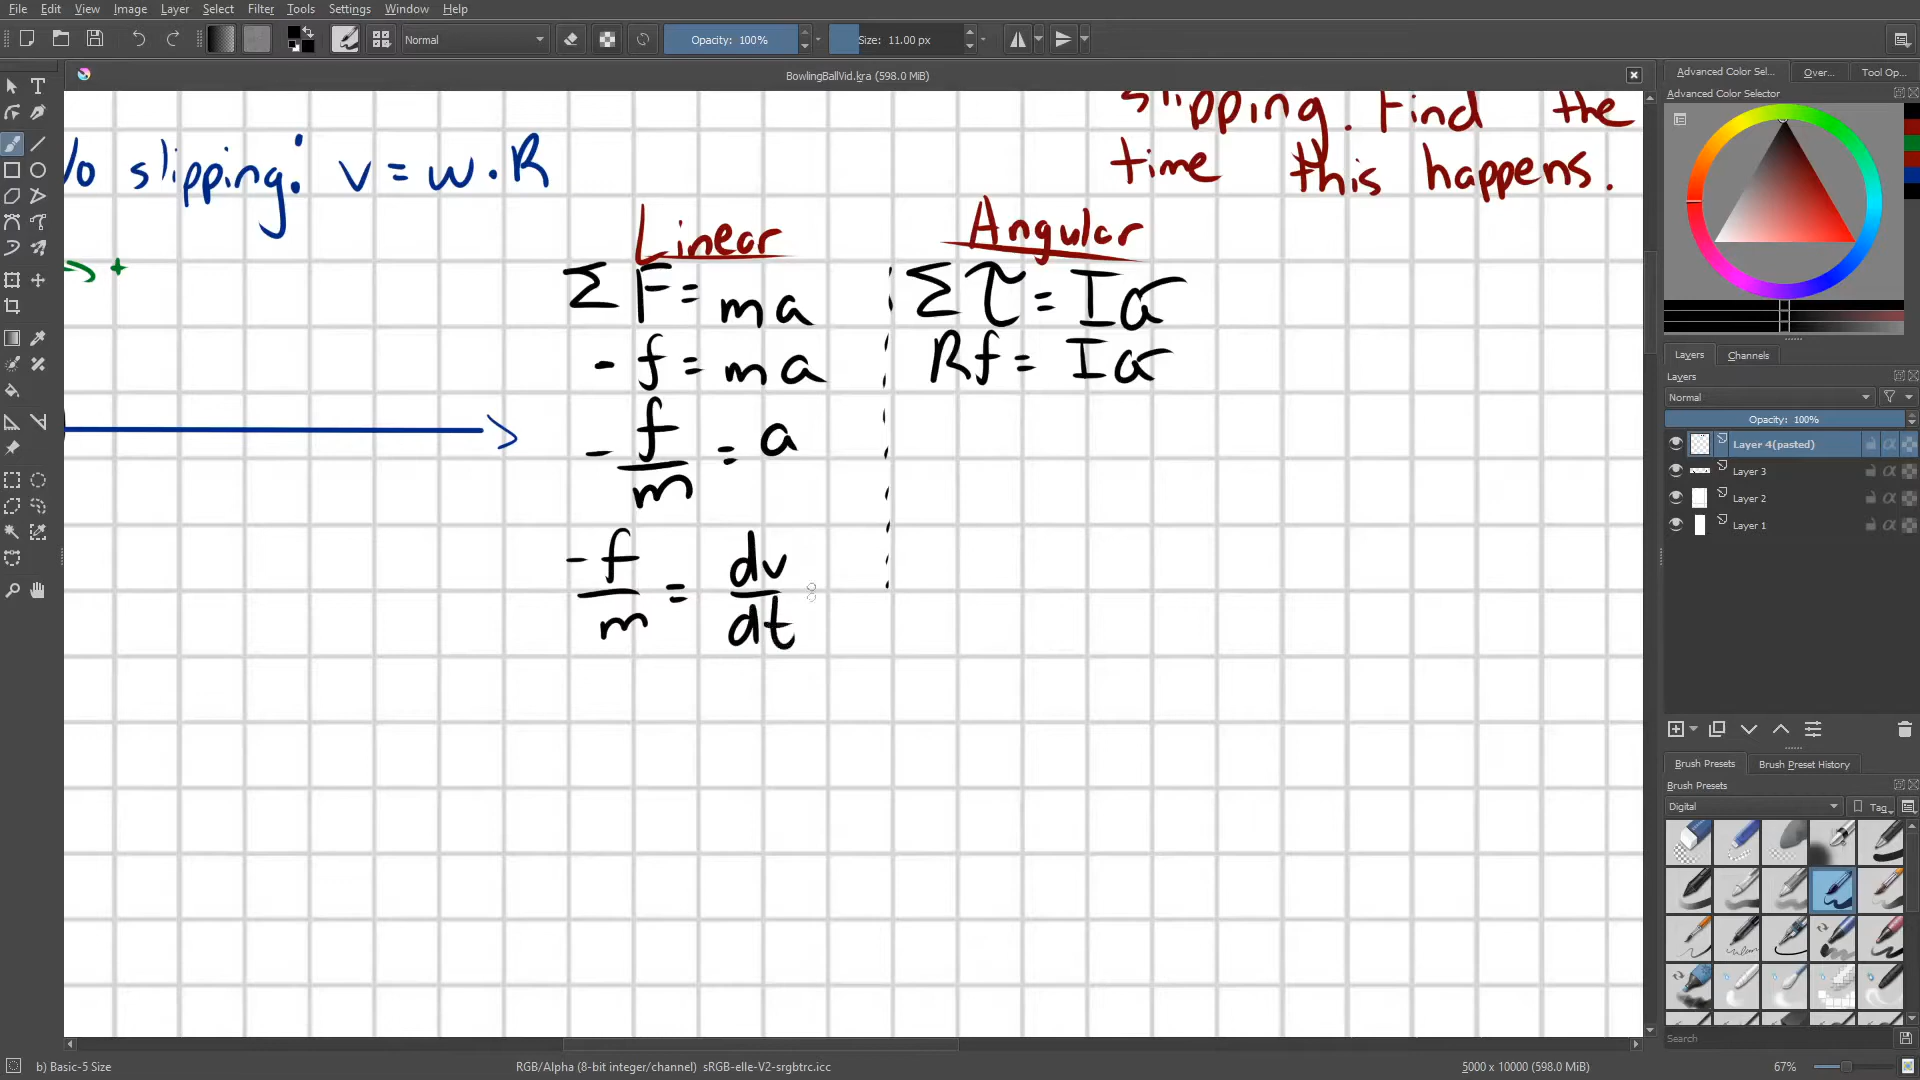 File Edit View Image Layer Select Filter Tools Settings Window Help
Normal Opacity: 100% Size: 11.00 px
BowlingBallVid.kra (598.0 MiB)
Advanced Color Sel... Over... Tool Op...
Advanced Color Selector
slipping. Find the
time this happens.
/o slipping: v = w · R
+
Linear
Σ F = ma
- f = ma
- f/m = a
- f/m = dv/dt
Angular
Σ τ = Iα
Rf = Iα
Layers Channels
Layers
Normal
Opacity: 100%
Layer 4(pasted)
Layer 3
Layer 2
Layer 1
Brush Presets Brush Preset History
Brush Presets
Digital Tag
Search
b) Basic-5 Size RGB/Alpha (8-bit integer/channel) sRGB-elle-V2-srgbtrc.icc 5000 x 10000 (598.0 MiB) 67%